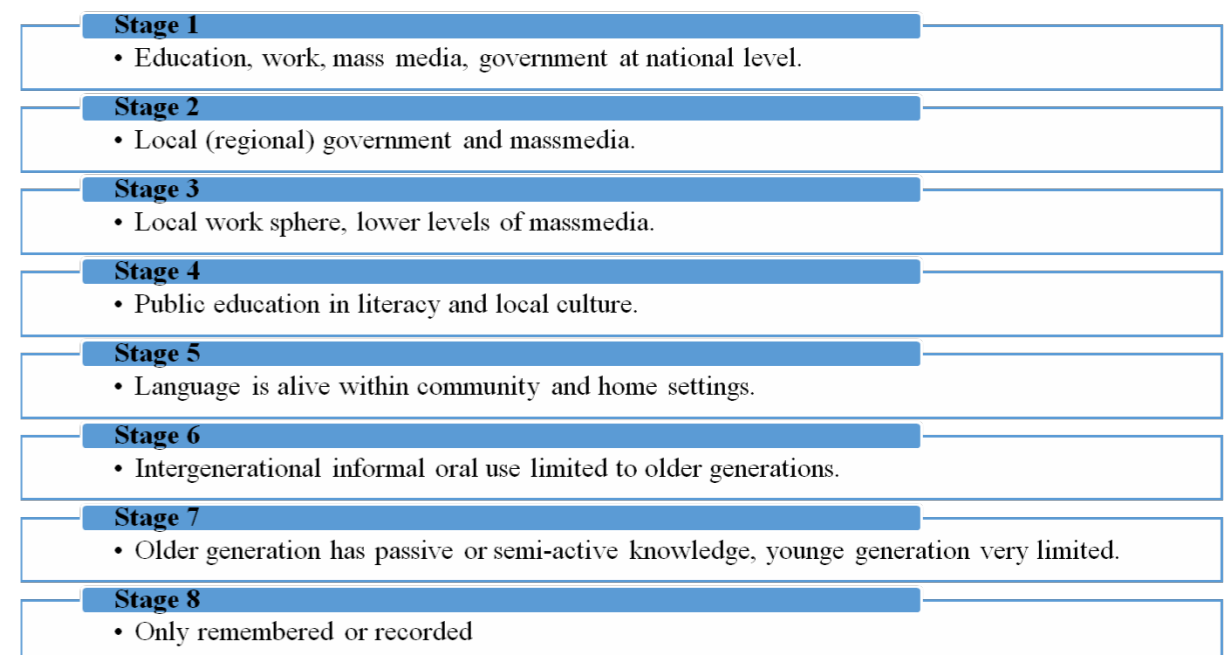 Stage 1
• Education, work, mass media, government at national level.
Stage 2
• Local (regional) government and massmedia.
Stage 3
• Local work sphere, lower levels of massmedia.
Stage 4
• Public education in literacy and local culture.
Stage 5
• Language is alive within community and home settings.
Stage 6
• Intergenerational informal oral use limited to older generations.
Stage 7
• Older generation has passive or semi-active knowledge, younge generation very limited.
Stage 8
• Only remembered or recorded